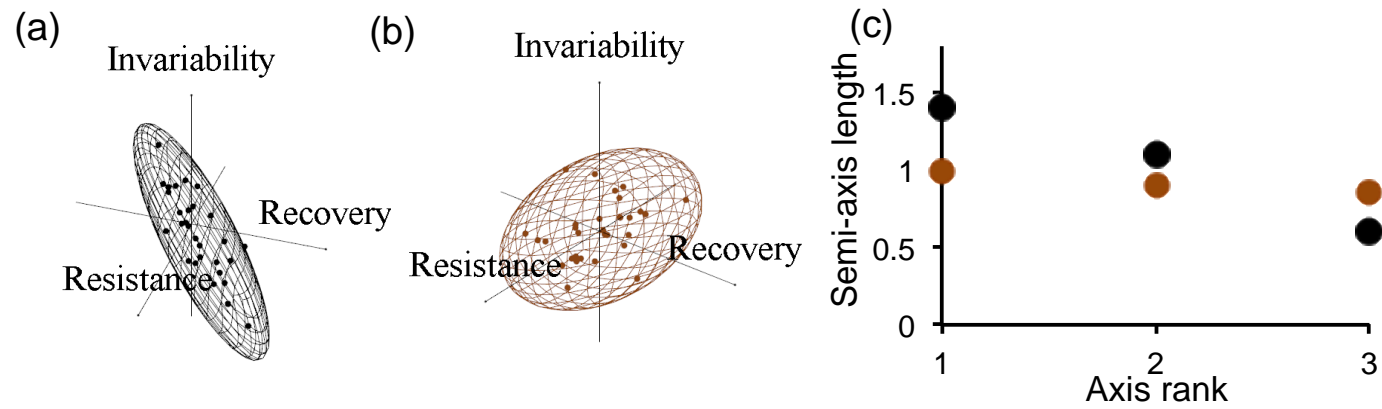 (a)
Invariability
Recovery
Resistance
(b)
Invariability
Resistance
Recovery
(c)
Semi-axis length
1.5
1
0.5
0
1
2
3
Axis rank